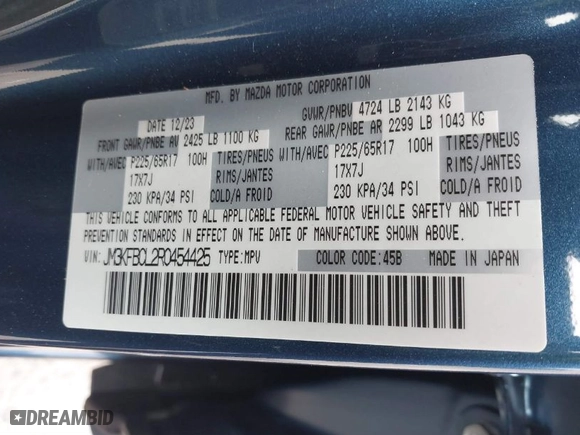 MFD. BY MAZDA MOTOR CORPORATION
DATE 12/23 GVWR/PNBV 4724 LB 2143 KG
FRONT GAWR/PNBE AV 2425 LB 1100 KG REAR GAWR/PNBE AR 2299 LB 1043 KG
WITH/AVEC P225/65R17 100H TIRES/PNEUS WITH/AVEC P225/65R17 100H TIRES/PNEUS
17X7J RIMS/JANTES 17X7J RIMS/JANTES
230 KPA/34 PSI COLD/A FROID 230 KPA/34 PSI COLD/A FROID
THIS VEHICLE CONFORMS TO ALL APPLICABLE FEDERAL MOTOR VEHICLE SAFETY AND THEFT
PREVENTION STANDARDS IN EFFECT ON THE DATE OF MANUFACTURE SHOWN ABOVE.
VIN: JM3KFBCL2R0454425 TYPE:MPV COLOR CODE:45B MADE IN JAPAN
DREAMBID